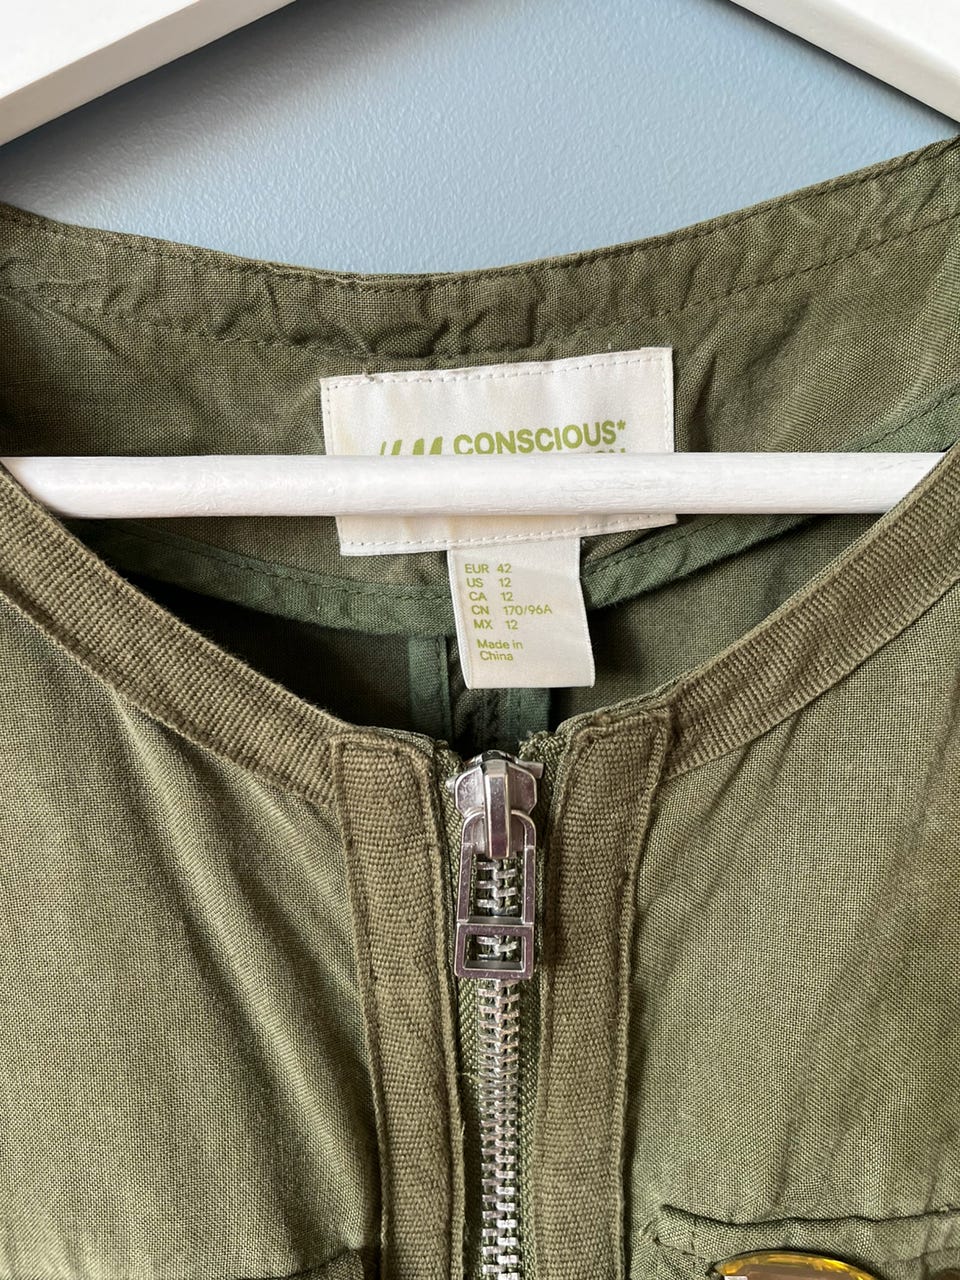 H&M CONSCIOUS*
EUR 42
US 12
CA 12
CN 170/96A
MX 12
Made in
China